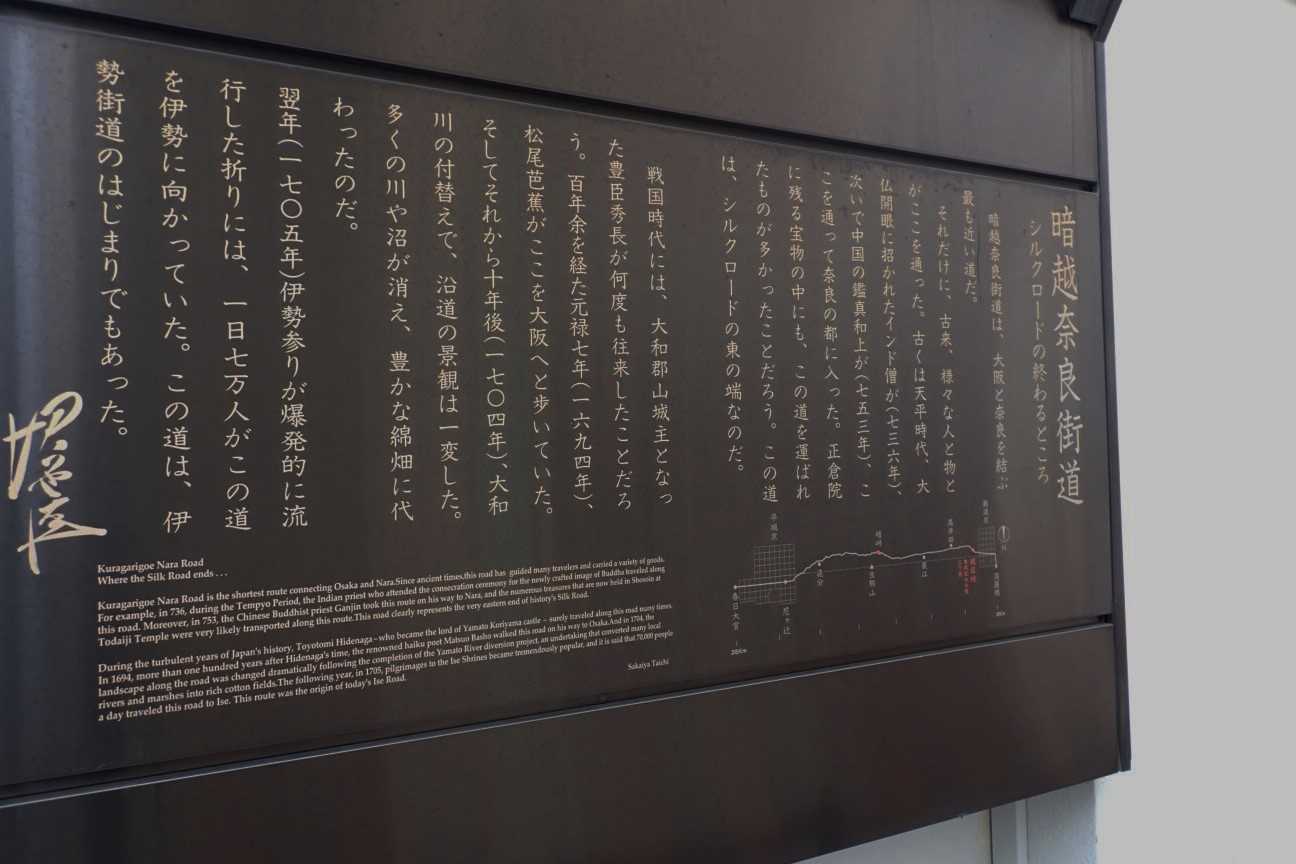 暗越奈良街道
シルクロードの終わるところ
暗越奈良街道は、大阪と奈良を結ぶ
最も近い道だ。
それだけに、古来、様々な人と物と
がここを通った。古くは天平時代、大
仏開眼に招かれたインド僧が(七三六年)、
次いで中国の鑑真和上が(七五三年)、こ
こを通って奈良の都に入った。正倉院
に残る宝物の中にも、この道を運ばれ
たものが多かったことだろう。この道
は、シルクロードの東の端なのだ。
戦国時代には、大和郡山城主となっ
た豊臣秀長が何度も往来したことだろ
う。百年余を経た元禄七年(一六九四年)、
松尾芭蕉がここを大阪へと歩いていた。
そしてそれから十年後(一七〇四年)、大和
川の付替えで、沿道の景観は一変した。
多くの川や沼が消え、豊かな綿畑に代
わったのだ。
翌年(一七〇五年)伊勢参りが爆発的に流
行した折りには、一日七万人がこの道
を伊勢に向かっていた。この道は、伊
勢街道のはじまりでもあった。
平城京
春日大宮
尼ヶ辻
追分
生駒山
Kuragarigoe Nara Road
Where the Silk Road ends . . .
Kuragarigoe Nara Road is the shortest route connecting Osaka and Nara.Since ancient times,this road has guided many travelers and carried a variety of goods.
For example, in 736, during the Tempyo Period, the Indian priest who attended the consecration ceremony for the newly crafted image of Buddha traveled along
this road. Moreover, in 753, the Chinese Buddhist priest Ganjin took this route on his way to Nara, and the numerous treasures that are now held in Shosoin at
Todaiji Temple were very likely transported along this route.This road clearly represents the very eastern end of history's Silk Road.
During the turbulent years of Japan's history, Toyotomi Hidenaga – who became the lord of Yamato Koriyama castle – surely traveled along this road many times.
In 1694, more than one hundred years after Hidenaga's time, the renowned haiku poet Matsuo Basho walked this road on his way to Osaka.And in 1704, the
landscape along the road was changed dramatically following the completion of the Yamato River diversion project, an undertaking that converted many local
rivers and marshes into rich cotton fields.The following year, in 1705, pilgrimages to the Ise Shrines became tremendously popular, and it is said that 70,000 people
a day traveled this road to Ise. This route was the origin of today's Ise Road.
Sakaiya Taichi